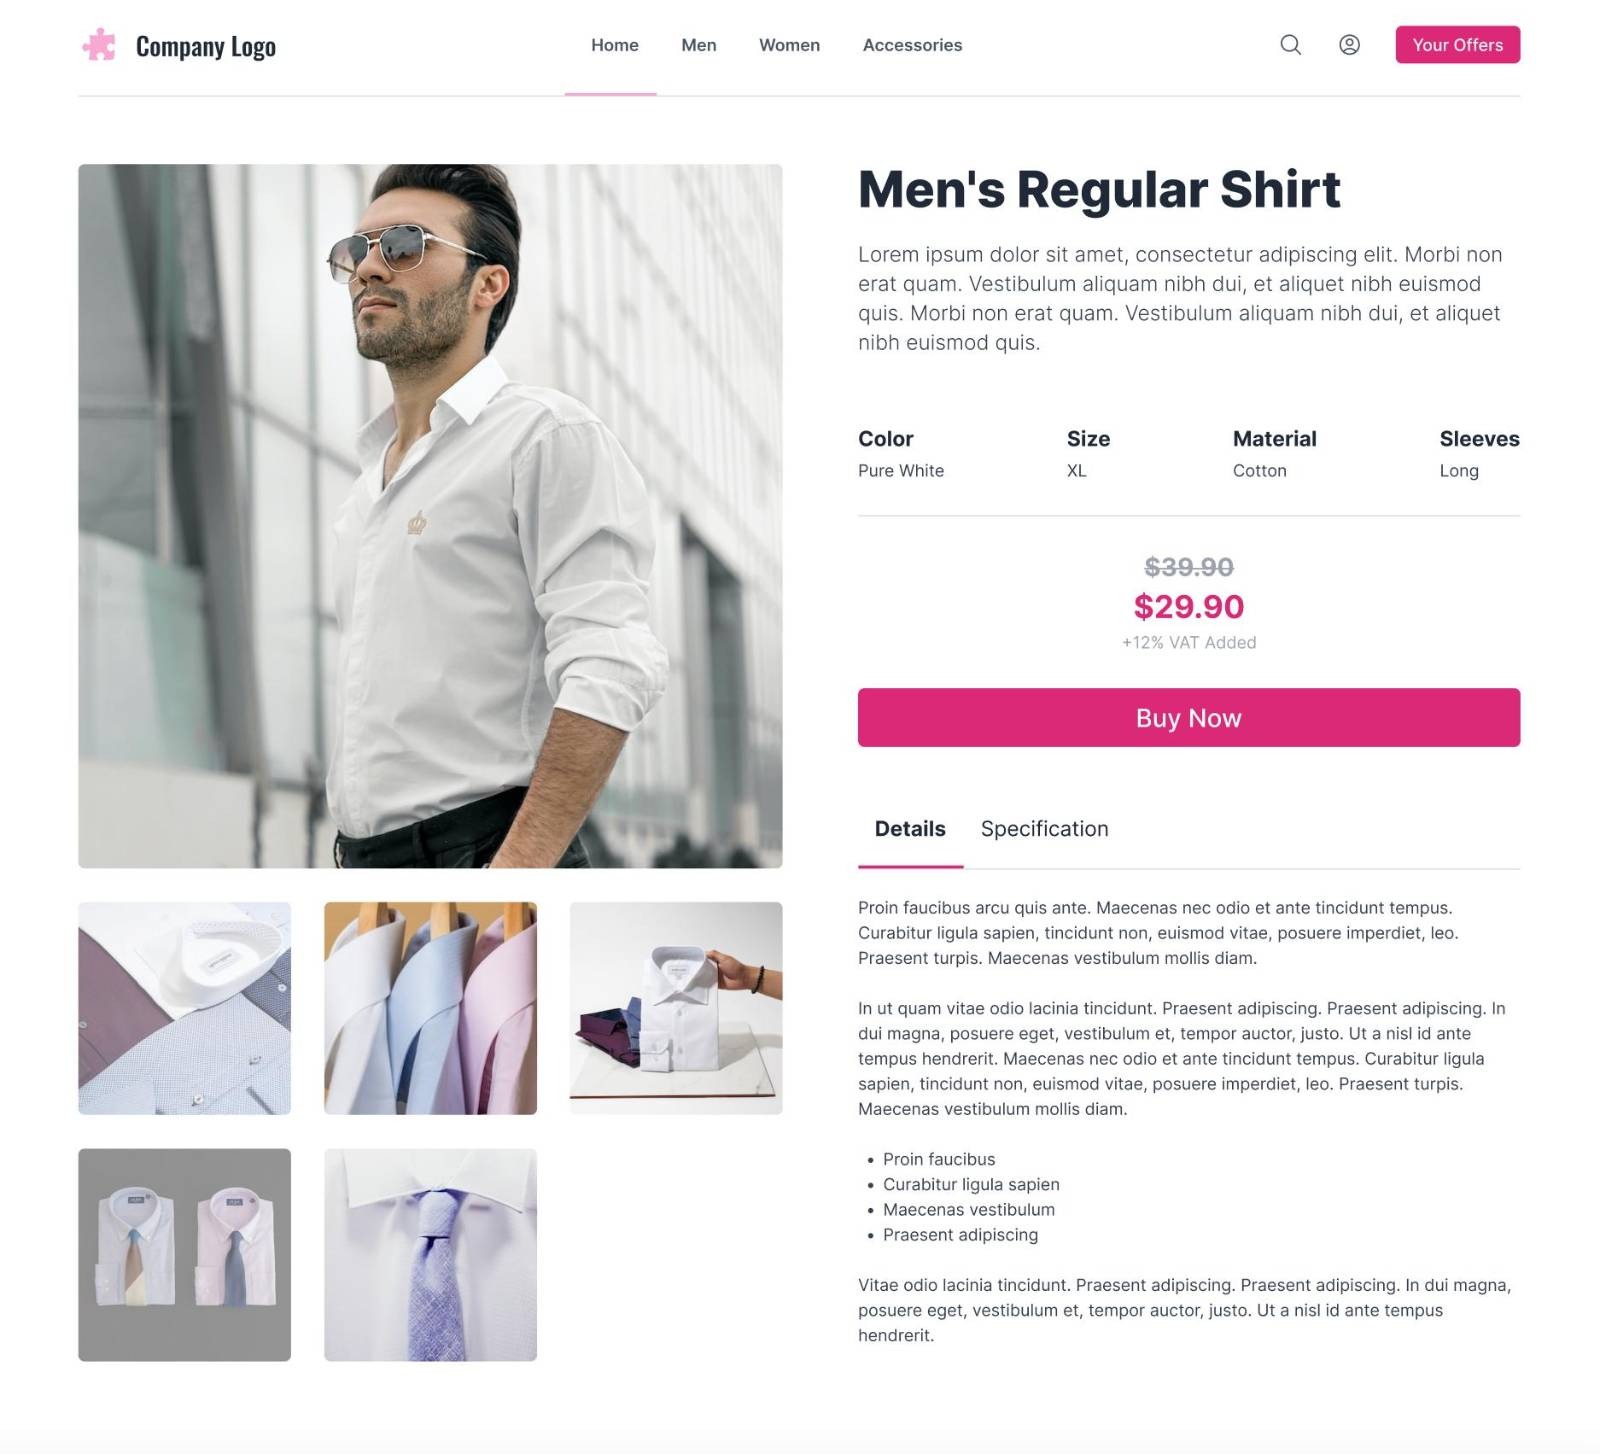 Company Logo
Home
Men
Women
Accessories
Your Offers
Men's Regular Shirt
Lorem ipsum dolor sit amet, consectetur adipiscing elit. Morbi non
erat quam. Vestibulum aliquam nibh dui, et aliquet nibh euismod
quis. Morbi non erat quam. Vestibulum aliquam nibh dui, et aliquet
nibh euismod quis.
Color
Pure White
Size
XL
Material
Cotton
Sleeves
Long
$39.90
$29.90
+12% VAT Added
Buy Now
Details
Specification
Proin faucibus arcu quis ante. Maecenas nec odio et ante tincidunt tempus.
Curabitur ligula sapien, tincidunt non, euismod vitae, posuere imperdiet, leo.
Praesent turpis. Maecenas vestibulum mollis diam.
In ut quam vitae odio lacinia tincidunt. Praesent adipiscing. Praesent adipiscing. In
dui magna, posuere eget, vestibulum et, tempor auctor, justo. Ut a nisl id ante
tempus hendrerit. Maecenas nec odio et ante tincidunt tempus. Curabitur ligula
sapien, tincidunt non, euismod vitae, posuere imperdiet, leo. Praesent turpis.
Maecenas vestibulum mollis diam.
• Proin faucibus
• Curabitur ligula sapien
• Maecenas vestibulum
• Praesent adipiscing
Vitae odio lacinia tincidunt. Praesent adipiscing. Praesent adipiscing. In dui magna,
posuere eget, vestibulum et, tempor auctor, justo. Ut a nisl id ante tempus
hendrerit.